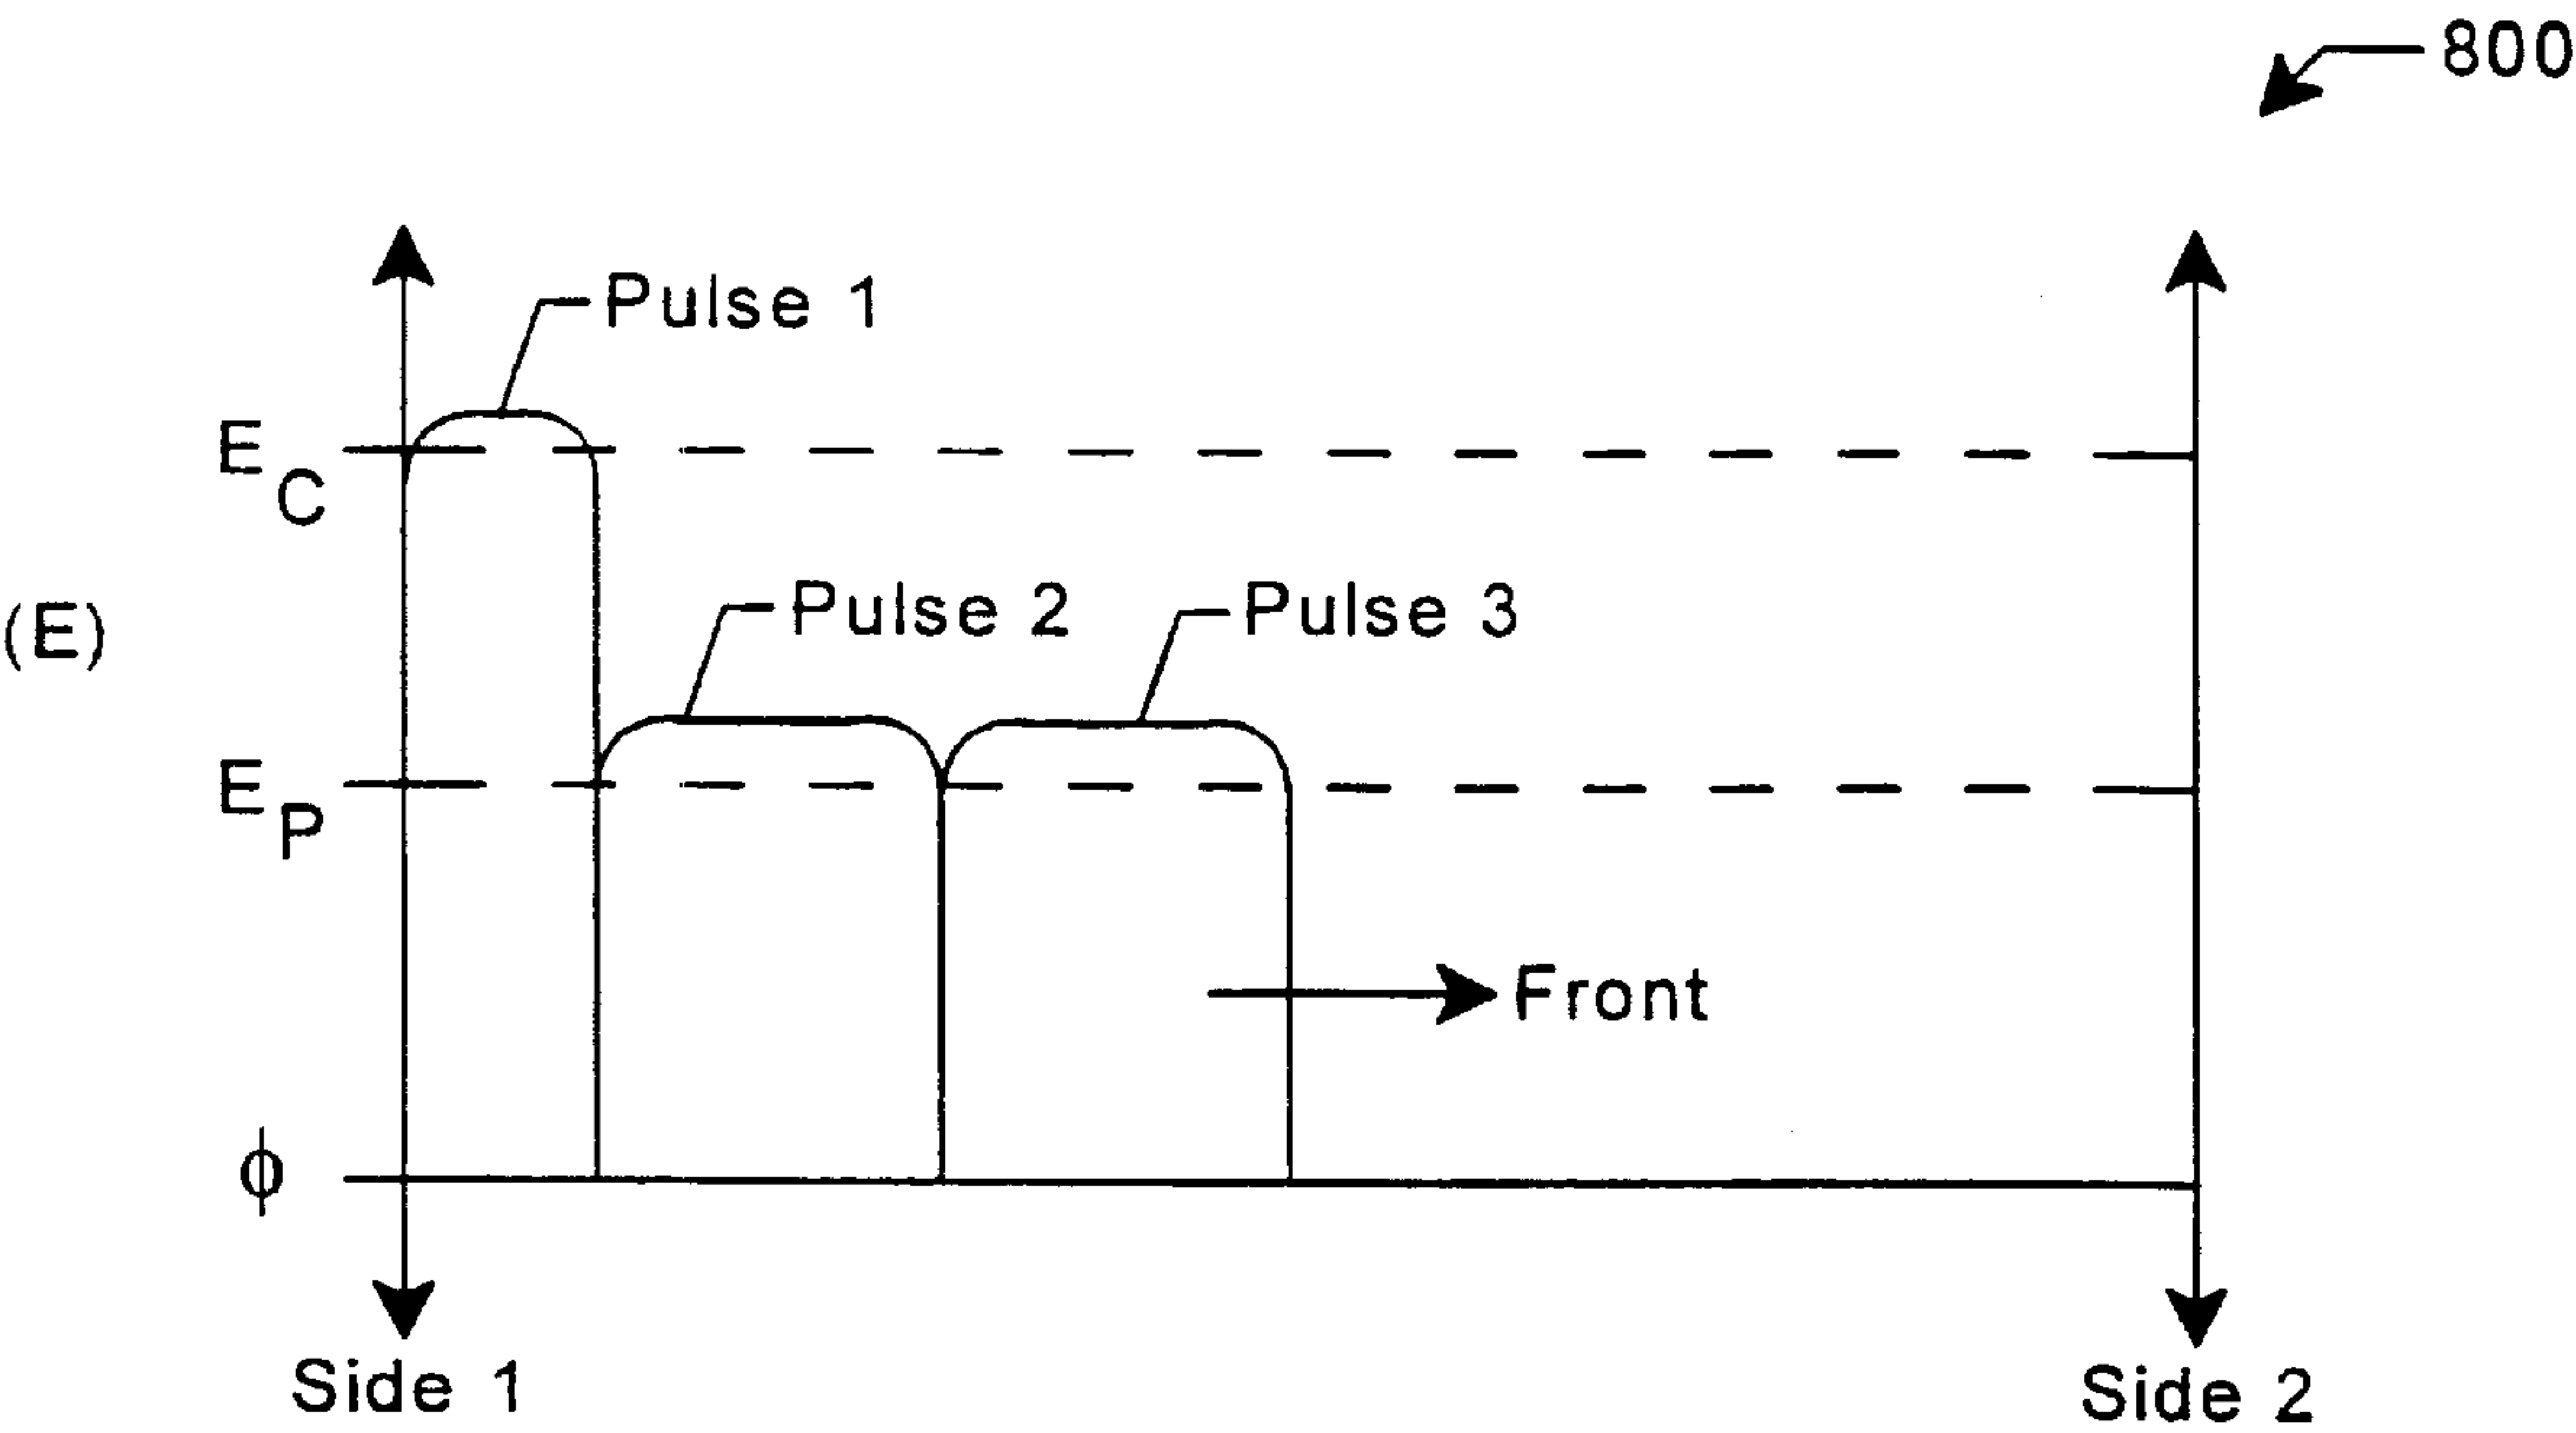 800
Pulse 1
E C
(E)
Pulse 2
Pulse 3
E P
Front
ϕ
Side 1
Side 2